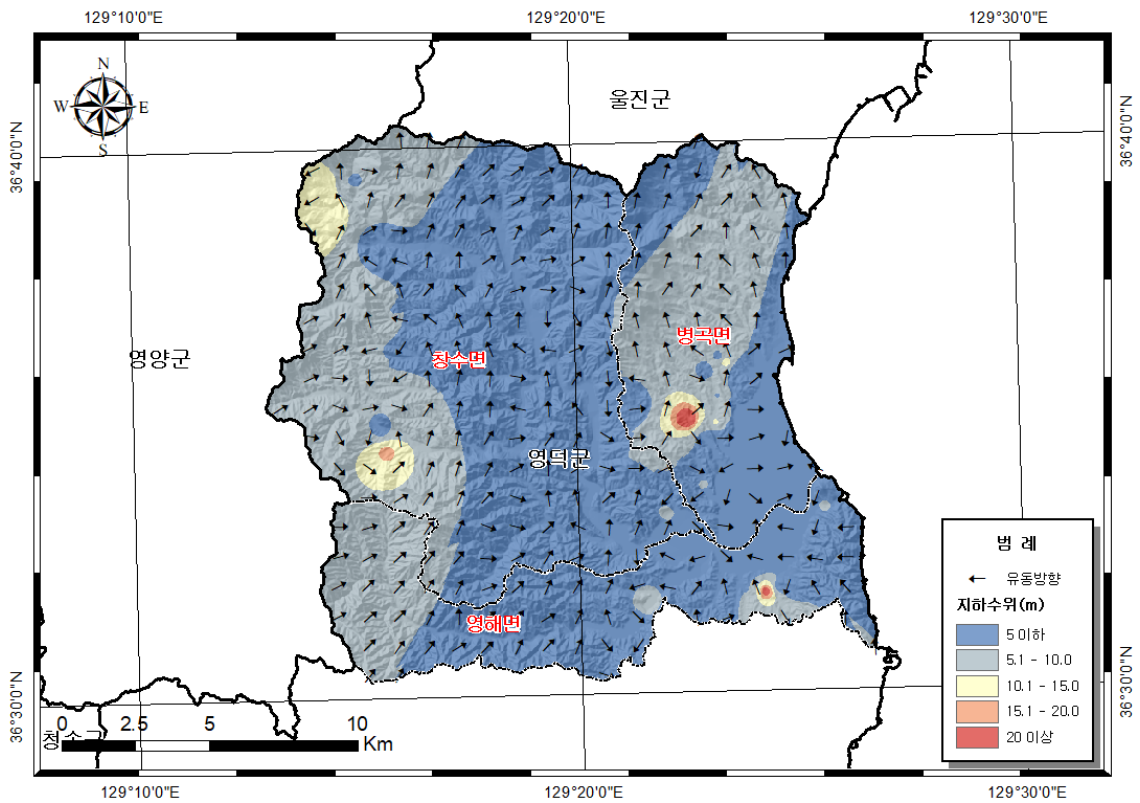 129°10'0"E
129°20'0"E
129°30'0"E
N
W
E
S
36°40'0"N
36°40'0"N
울진군
영양군
병곡면
창수면
영덕군
영해면
36°30'0"N
36°30'0"N
청송군
0
2.5
5
10
Km
범 례
유동방향
지하수위(m)
5 이하
5.1 - 10.0
10.1 - 15.0
15.1 - 20.0
20 이상
129°10'0"E
129°20'0"E
129°30'0"E